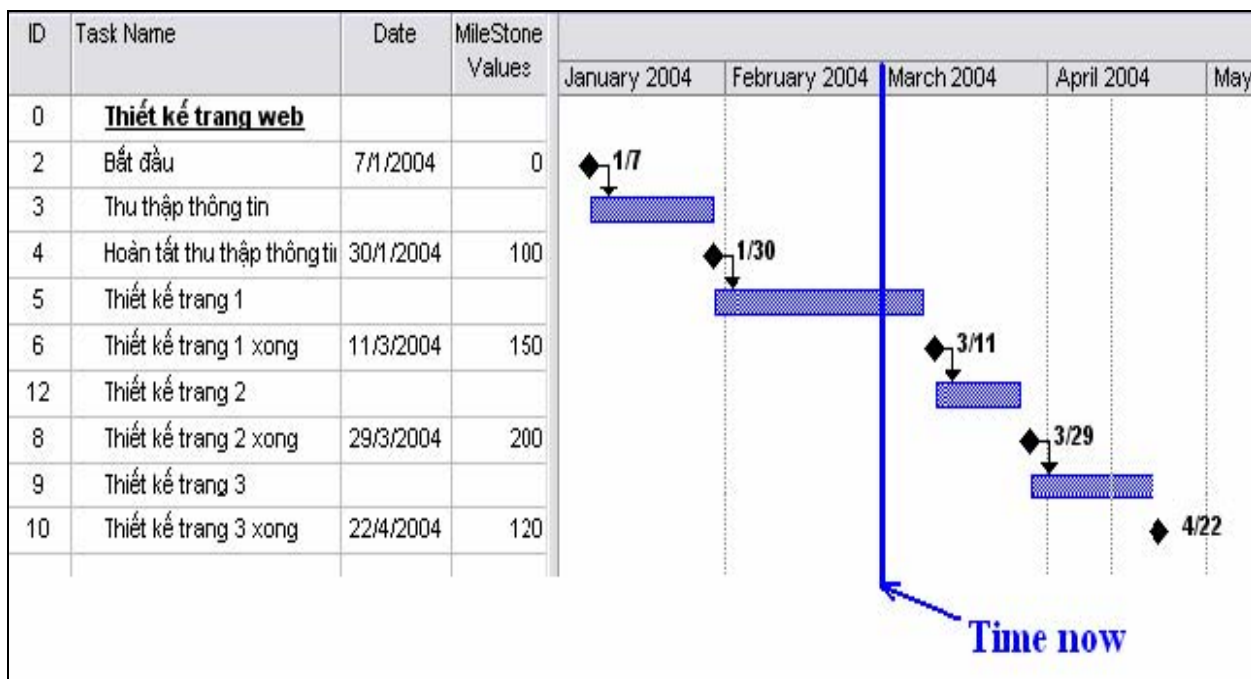 ID Task Name Date MileStone Values
January 2004 February 2004 March 2004 April 2004 May
0 Thiết kế trang web
2 Bắt đầu 7/1/2004 0 1/7
3 Thu thập thông tin
4 Hoàn tất thu thập thông tii 30/1/2004 100 1/30
5 Thiết kế trang 1
6 Thiết kế trang 1 xong 11/3/2004 150 3/11
12 Thiết kế trang 2
8 Thiết kế trang 2 xong 29/3/2004 200 3/29
9 Thiết kế trang 3
10 Thiết kế trang 3 xong 22/4/2004 120 4/22
Time now